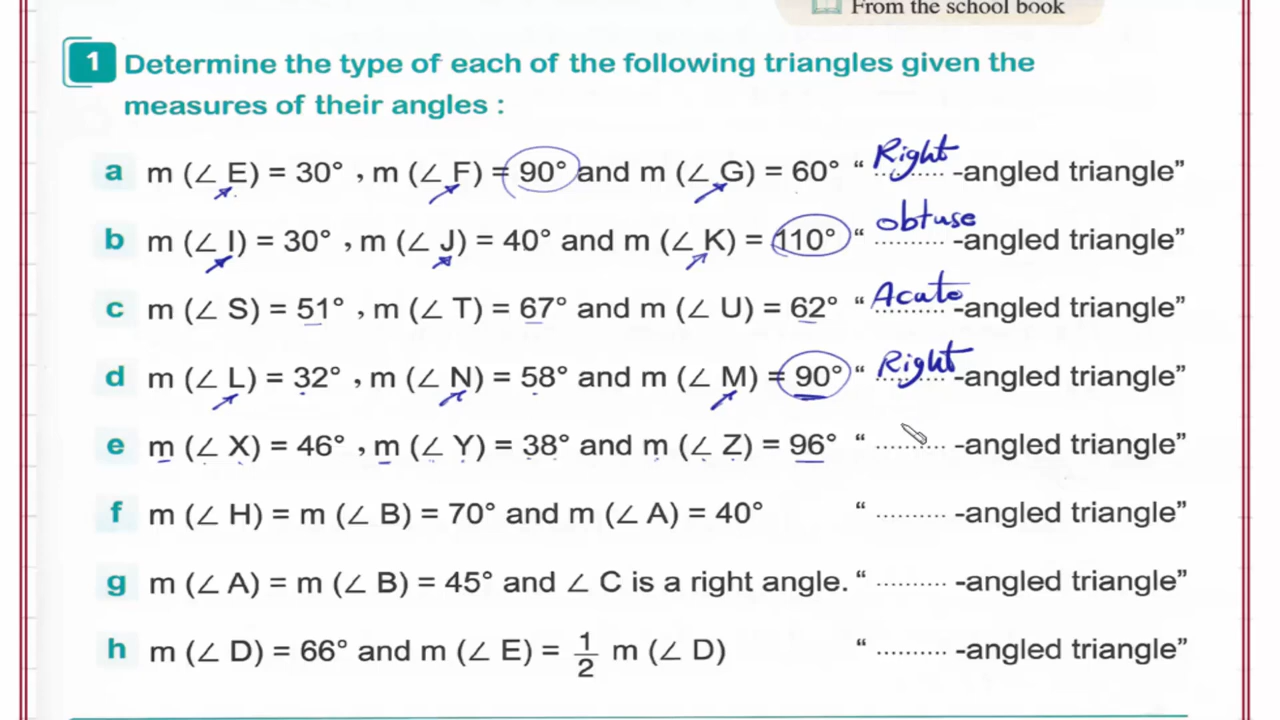 From the school book
1 Determine the type of each of the following triangles given the
measures of their angles :
a m (∠ E) = 30° , m (∠ F) = 90° and m (∠ G) = 60° “ Right -angled triangle”
b m (∠ I) = 30° , m (∠ J) = 40° and m (∠ K) = 110° “ obtuse .......... -angled triangle”
c m (∠ S) = 51° , m (∠ T) = 67° and m (∠ U) = 62° “ Acute .......... -angled triangle”
d m (∠ L) = 32° , m (∠ N) = 58° and m (∠ M) = 90° “ Right .......... -angled triangle”
e m (∠ X) = 46° , m (∠ Y) = 38° and m (∠ Z) = 96° “ .......... -angled triangle”
f m (∠ H) = m (∠ B) = 70° and m (∠ A) = 40° “ .......... -angled triangle”
g m (∠ A) = m (∠ B) = 45° and ∠ C is a right angle. “ .......... -angled triangle”
h m (∠ D) = 66° and m (∠ E) = 1/2 m (∠ D) “ .......... -angled triangle”